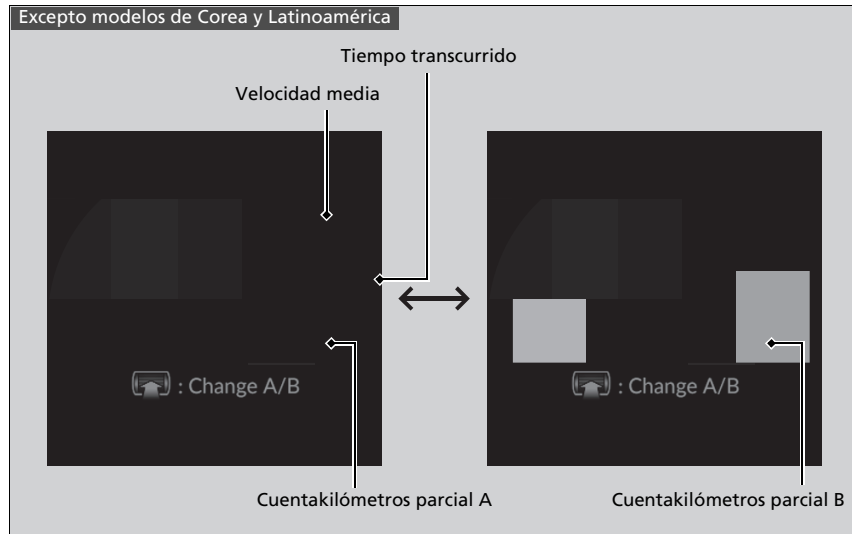 Excepto modelos de Corea y Latinoamérica
Tiempo transcurrido
Velocidad media
: Change A/B
: Change A/B
Cuentakilómetros parcial A
Cuentakilómetros parcial B